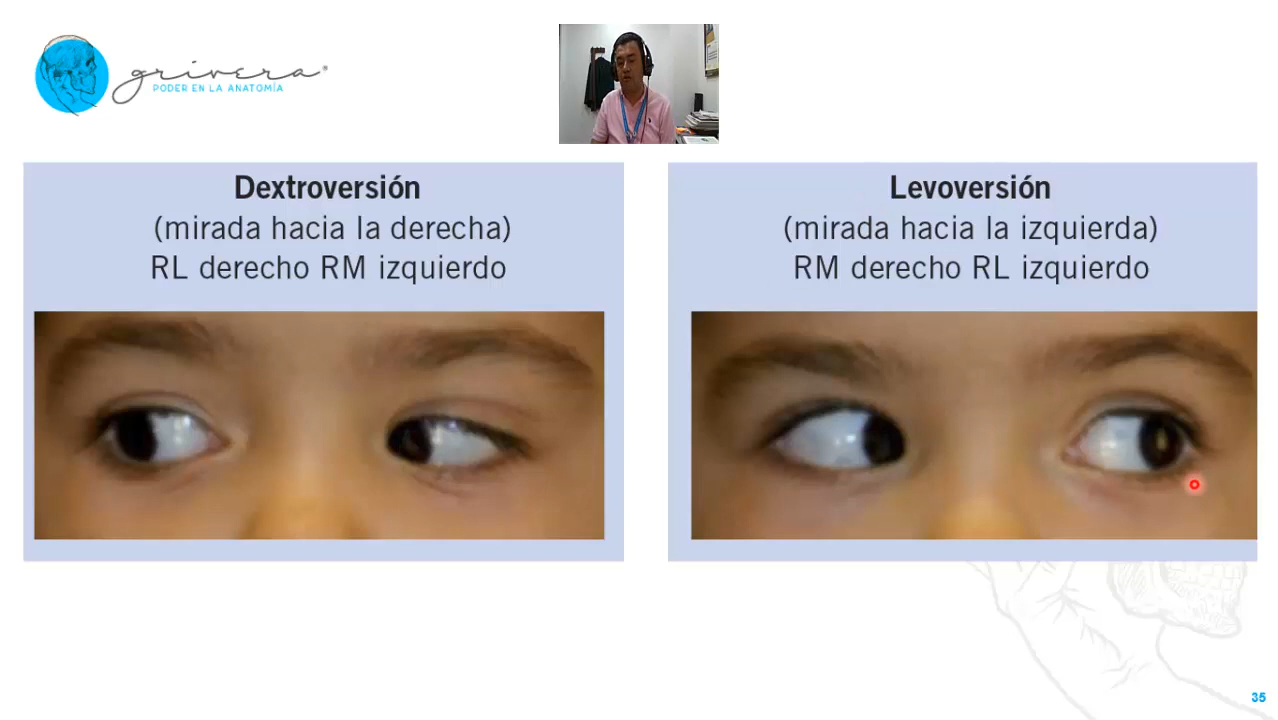 grivera
PODER EN LA ANATOMÍA
Dextroversión
(mirada hacia la derecha)
RL derecho RM izquierdo
Levoversión
(mirada hacia la izquierda)
RM derecho RL izquierdo
35